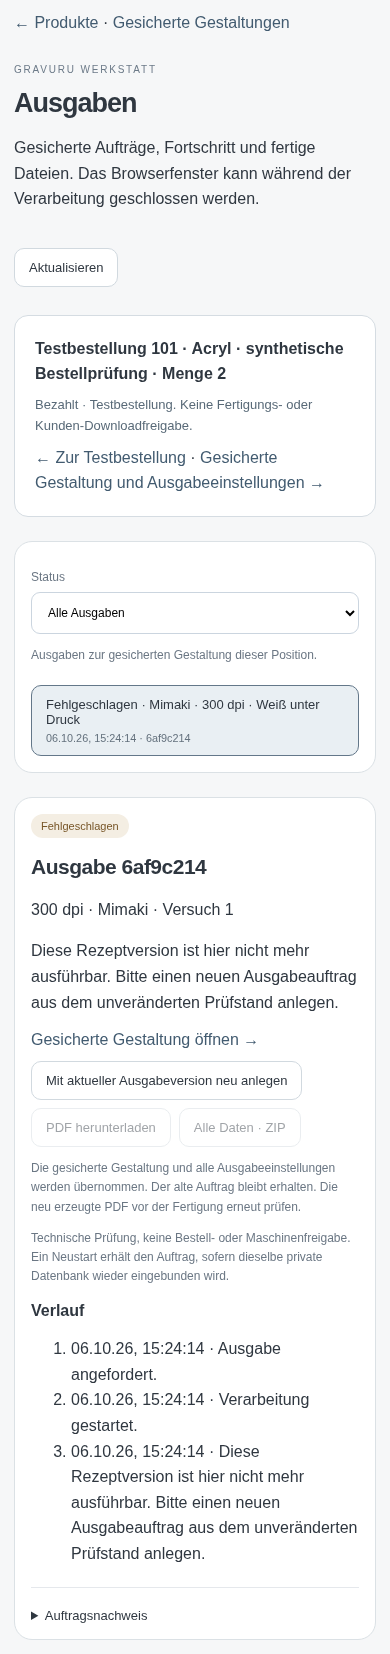 ← Produkte · Gesicherte Gestaltungen
GRAVURU WERKSTATT
Ausgaben
Gesicherte Aufträge, Fortschritt und fertige
Dateien. Das Browserfenster kann während der
Verarbeitung geschlossen werden.
Aktualisieren
Testbestellung 101 · Acryl · synthetische
Bestellprüfung · Menge 2
Bezahlt · Testbestellung. Keine Fertigungs- oder
Kunden-Downloadfreigabe.
← Zur Testbestellung · Gesicherte
Gestaltung und Ausgabeeinstellungen →
Status
Alle Ausgaben
Ausgaben zur gesicherten Gestaltung dieser Position.
Fehlgeschlagen · Mimaki · 300 dpi · Weiß unter
Druck
06.10.26, 15:24:14 · 6af9c214
Fehlgeschlagen
Ausgabe 6af9c214
300 dpi · Mimaki · Versuch 1
Diese Rezeptversion ist hier nicht mehr
ausführbar. Bitte einen neuen Ausgabeauftrag
aus dem unveränderten Prüfstand anlegen.
Gesicherte Gestaltung öffnen →
Mit aktueller Ausgabeversion neu anlegen
PDF herunterladen
Alle Daten · ZIP
Die gesicherte Gestaltung und alle Ausgabeeinstellungen
werden übernommen. Der alte Auftrag bleibt erhalten. Die
neu erzeugte PDF vor der Fertigung erneut prüfen.
Technische Prüfung, keine Bestell- oder Maschinenfreigabe.
Ein Neustart erhält den Auftrag, sofern dieselbe private
Datenbank wieder eingebunden wird.
Verlauf
1. 06.10.26, 15:24:14 · Ausgabe
angefordert.
2. 06.10.26, 15:24:14 · Verarbeitung
gestartet.
3. 06.10.26, 15:24:14 · Diese
Rezeptversion ist hier nicht mehr
ausführbar. Bitte einen neuen
Ausgabeauftrag aus dem unveränderten
Prüfstand anlegen.
▶ Auftragsnachweis